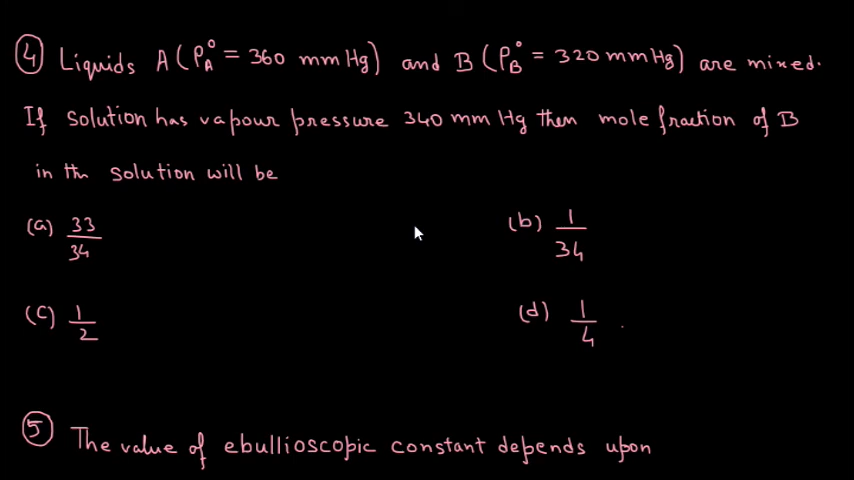 ④ Liquids A (P°A = 360 mm Hg) and B (P°B = 320 mm Hg) are mixed.
If solution has vapour pressure 340 mm Hg then mole fraction of B
in th solution will be
(a) 33/34 (b) 1/34
(c) 1/2 (d) 1/4
⑤ The value of ebullioscopic constant depends upon